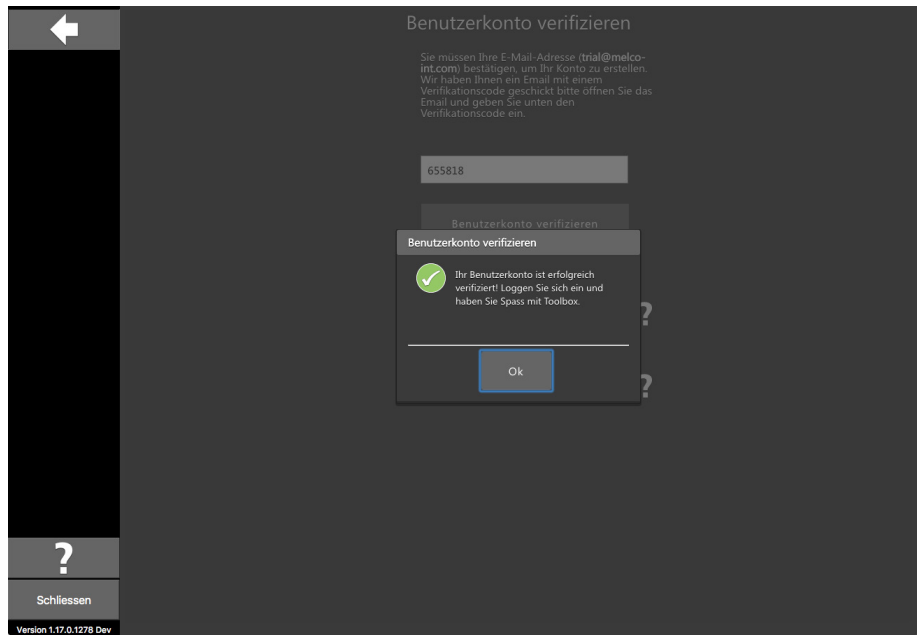 Benutzerkonto verifizieren
Sie müssen Ihre E-Mail-Adresse (trial@melco-
int.com) bestätigen, um Ihr Konto zu erstellen.
Wir haben Ihnen ein Email mit einem
Verifikationscode geschickt bitte öffnen Sie das
Email und geben Sie unten den
Verifikationscode ein.
655818
Benutzerkonto verifizieren
Benutzerkonto verifizieren
Ihr Benutzerkonto ist erfolgreich
verifiziert! Loggen Sie sich ein und
haben Sie Spass mit Toolbox.
?
Ok
?
?
Schliessen
Version 1.17.0.1278 Dev